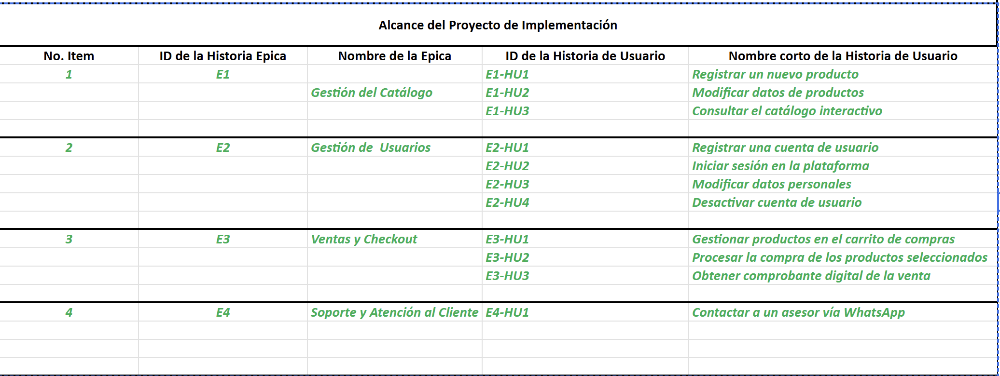 Alcance del Proyecto de Implementación
No. Item ID de la Historia Epica Nombre de la Epica ID de la Historia de Usuario Nombre corto de la Historia de Usuario
1 E1 E1-HU1 Registrar un nuevo producto
Gestión del Catálogo E1-HU2 Modificar datos de productos
E1-HU3 Consultar el catálogo interactivo
2 E2 Gestión de  Usuarios E2-HU1 Registrar una cuenta de usuario
E2-HU2 Iniciar sesión en la plataforma
E2-HU3 Modificar datos personales
E2-HU4 Desactivar cuenta de usuario
3 E3 Ventas y Checkout E3-HU1 Gestionar productos en el carrito de compras
E3-HU2 Procesar la compra de los productos seleccionados
E3-HU3 Obtener comprobante digital de la venta
4 E4 Soporte y Atención al Cliente E4-HU1 Contactar a un asesor vía WhatsApp